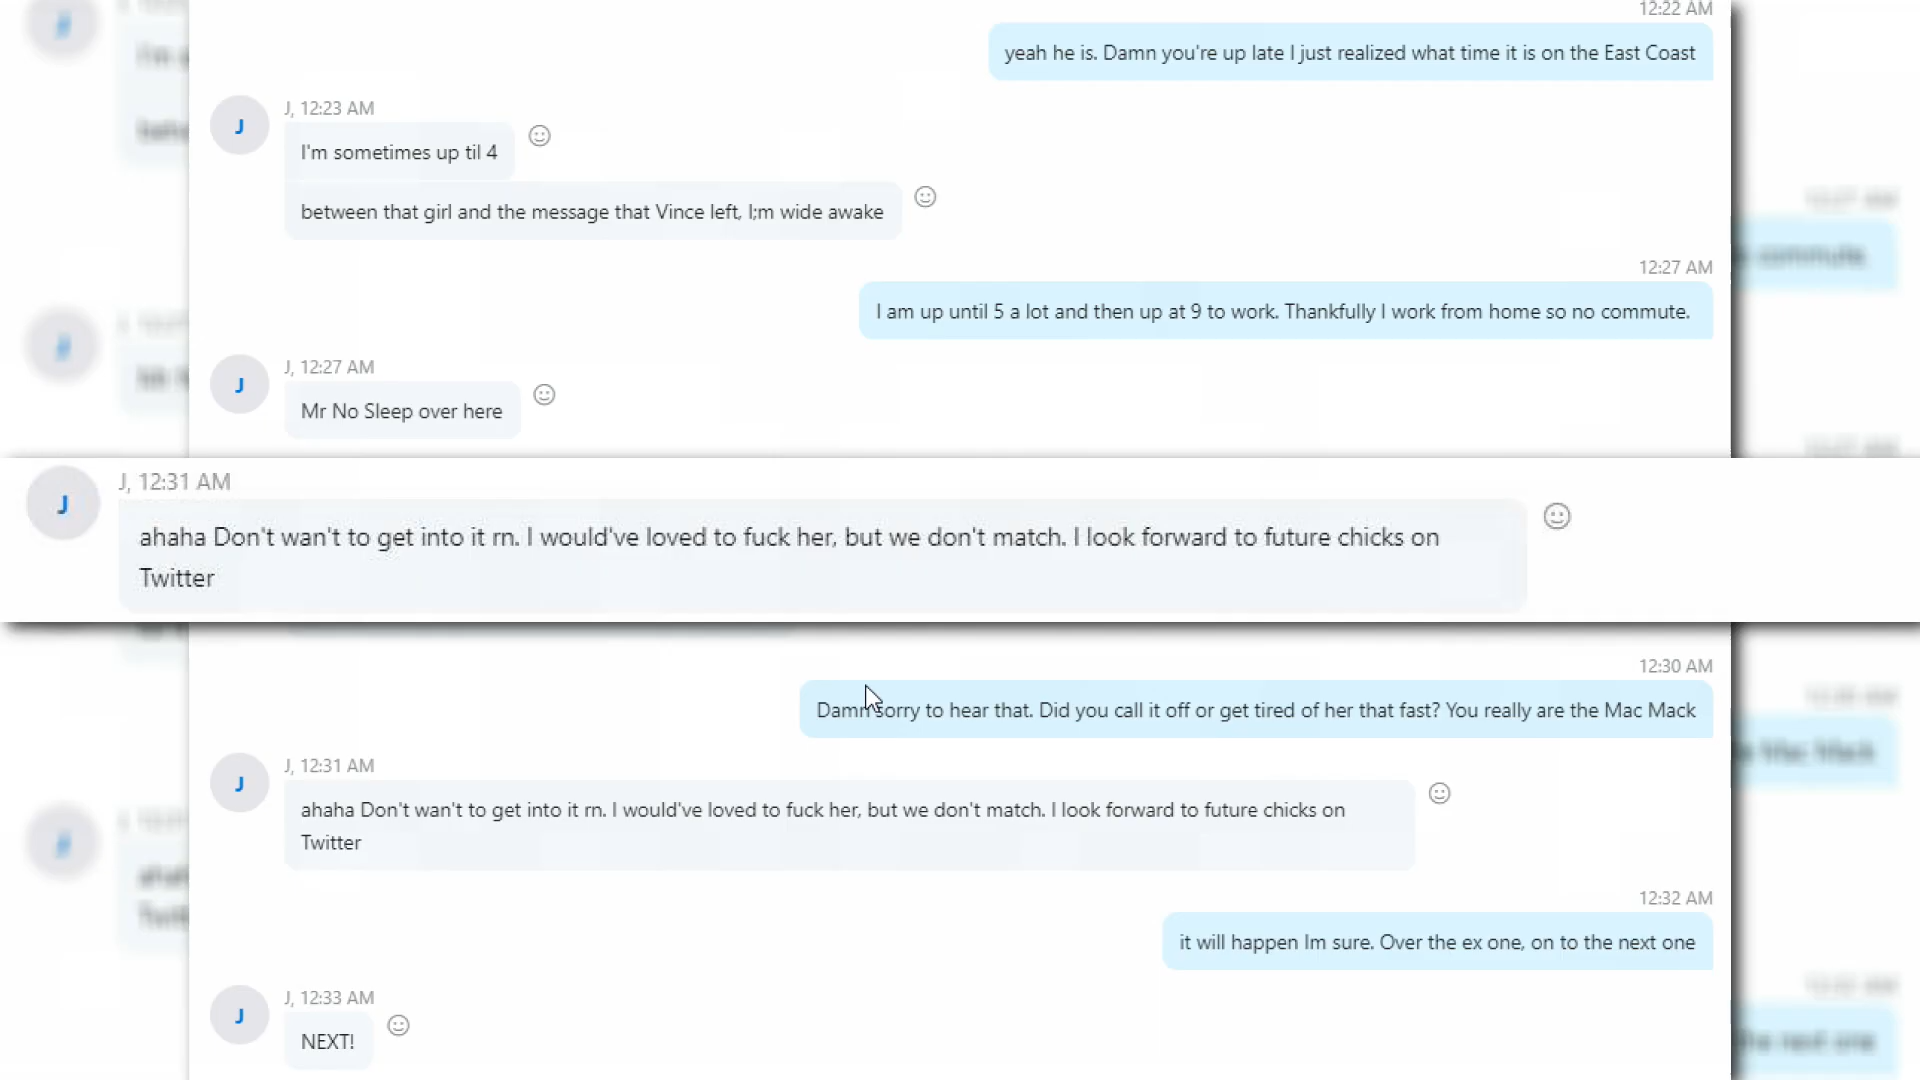 12:22 AM
yeah he is. Damn you're up late I just realized what time it is on the East Coast
J, 12:23 AM
J
I'm sometimes up til 4
between that girl and the message that Vince left, I;m wide awake
12:27 AM
I am up until 5 a lot and then up at 9 to work. Thankfully I work from home so no commute.
J, 12:27 AM
J
Mr No Sleep over here
J, 12:31 AM
J
ahaha Don't wan't to get into it rn. I would've loved to fuck her, but we don't match. I look forward to future chicks on
Twitter
12:30 AM
Damn sorry to hear that. Did you call it off or get tired of her that fast? You really are the Mac Mack
J, 12:31 AM
J
ahaha Don't wan't to get into it rn. I would've loved to fuck her, but we don't match. I look forward to future chicks on
Twitter
12:32 AM
it will happen Im sure. Over the ex one, on to the next one
J, 12:33 AM
J
NEXT!